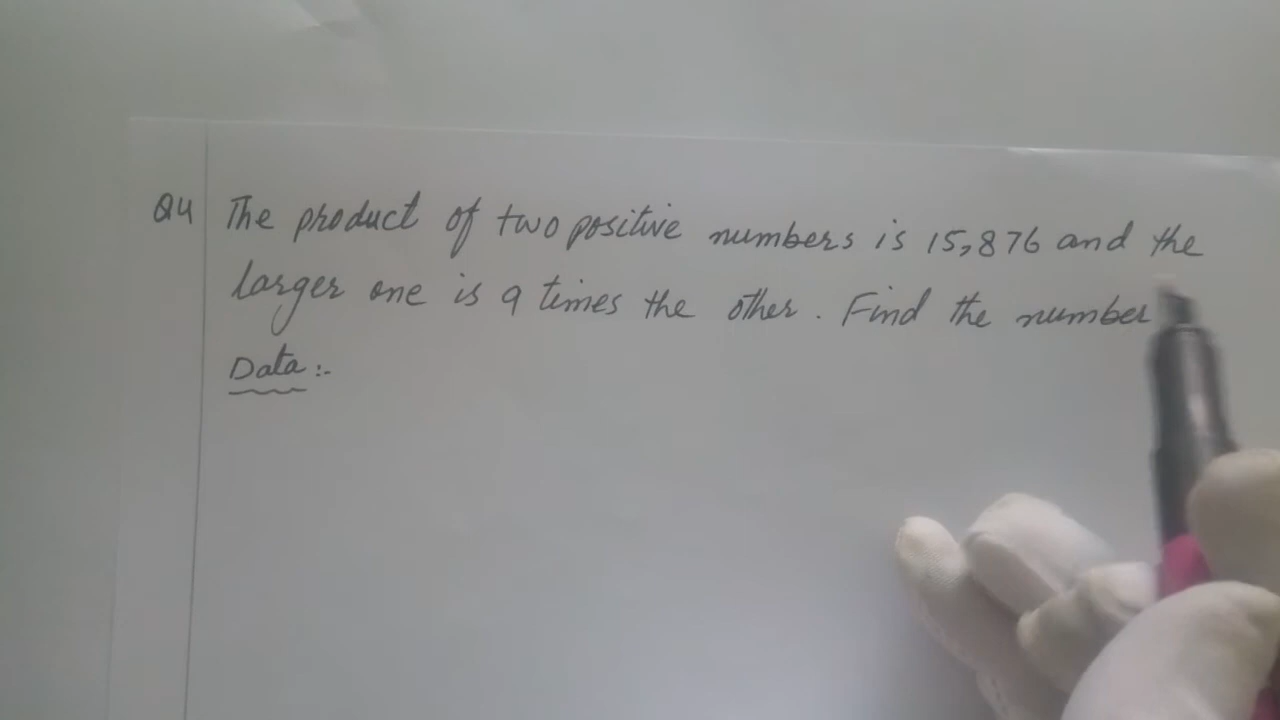 Q4 The product of two positive numbers is 15,876 and the
larger one is 9 times the other. Find the number
Data:-